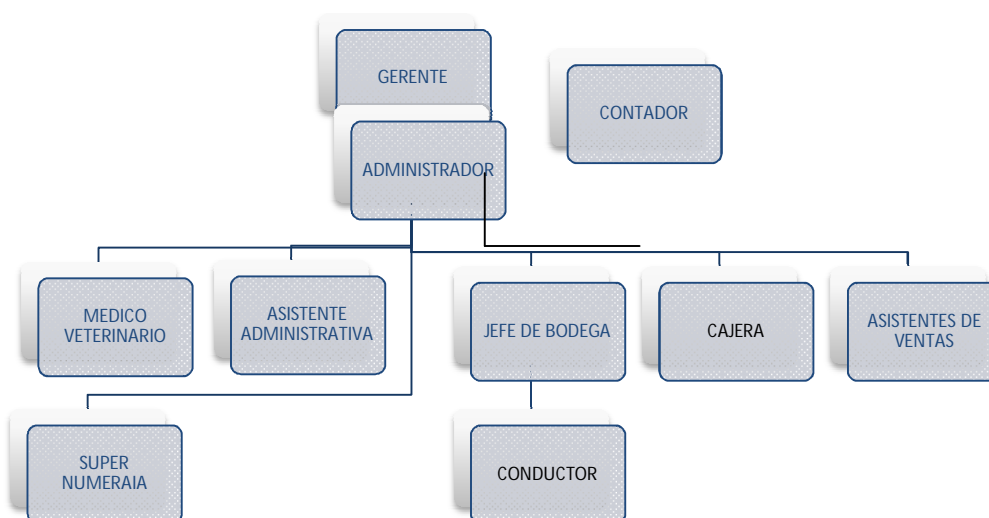 GERENTE
CONTADOR
ADMINISTRADOR
MEDICO
VETERINARIO
ASISTENTE
ADMINISTRATIVA
JEFE DE BODEGA
CAJERA
ASISTENTES DE
VENTAS
SUPER
NUMERAIA
CONDUCTOR